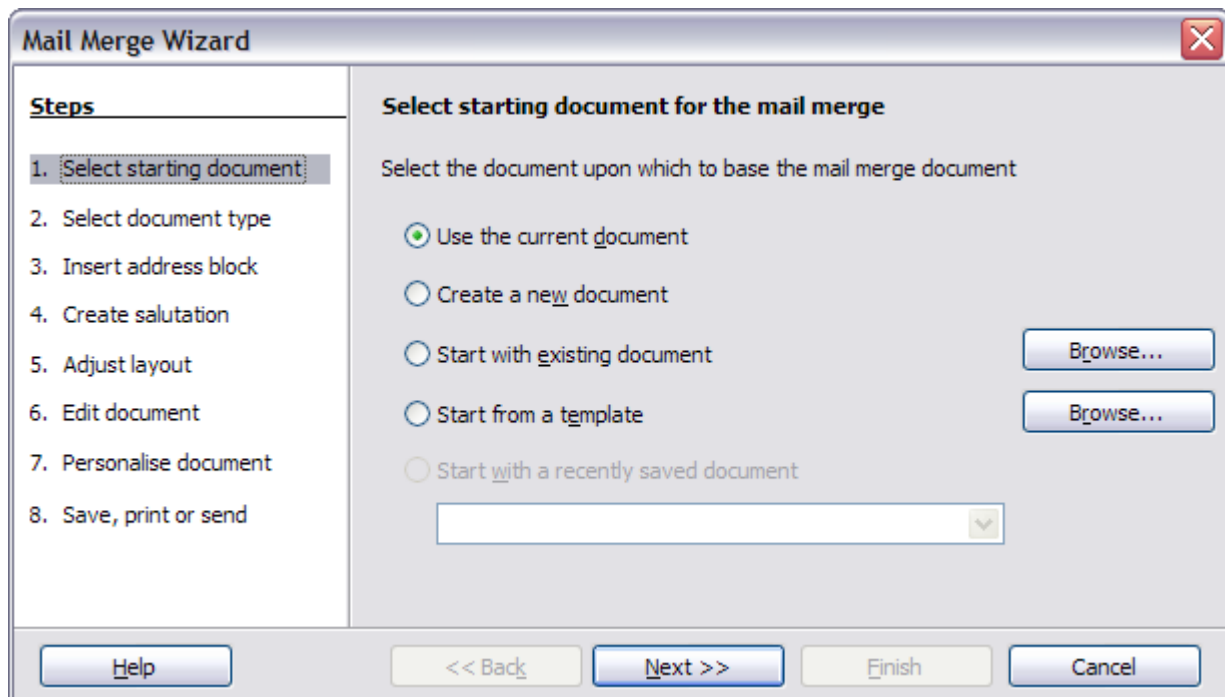 Mail Merge Wizard
Steps
1. Select starting document
2. Select document type
3. Insert address block
4. Create salutation
5. Adjust layout
6. Edit document
7. Personalise document
8. Save, print or send
Select starting document for the mail merge
Select the document upon which to base the mail merge document
Use the current document
Create a new document
Start with existing document
Browse...
Start from a template
Browse...
Start with a recently saved document
Help
<< Back
Next >>
Finish
Cancel